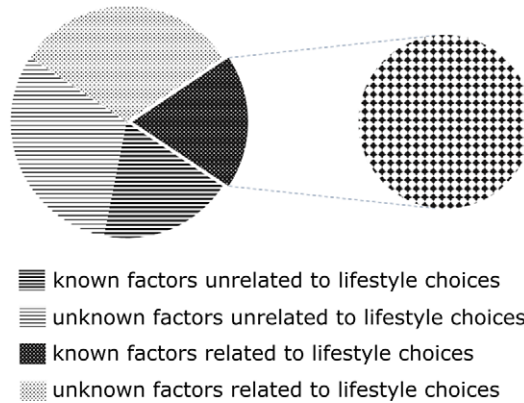 known factors unrelated to lifestyle choices
unknown factors unrelated to lifestyle choices
known factors related to lifestyle choices
unknown factors related to lifestyle choices